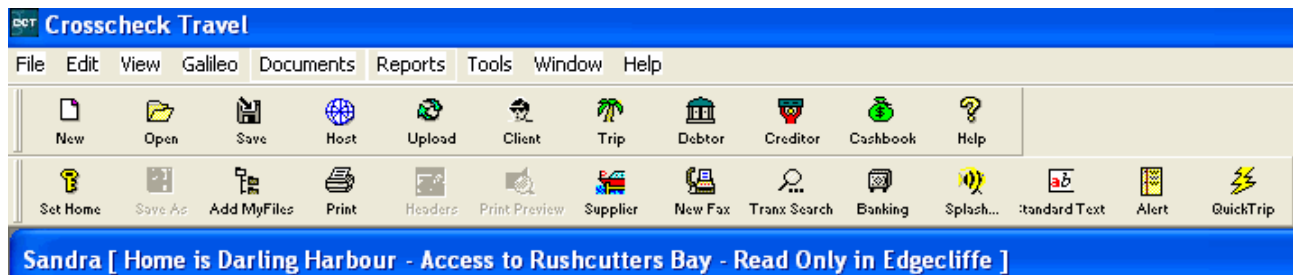 Crosscheck Travel
File Edit View Galileo Documents Reports Tools Window Help
New Open Save Host Upload Client Trip Debtor Creditor Cashbook Help
Set Home Save As Add MyFiles Print Headers Print Preview Supplier New Fax Tranx Search Banking Splash... tandard Text Alert QuickTrip
Sandra [ Home is Darling Harbour - Access to Rushcutters Bay - Read Only in Edgecliffe ]